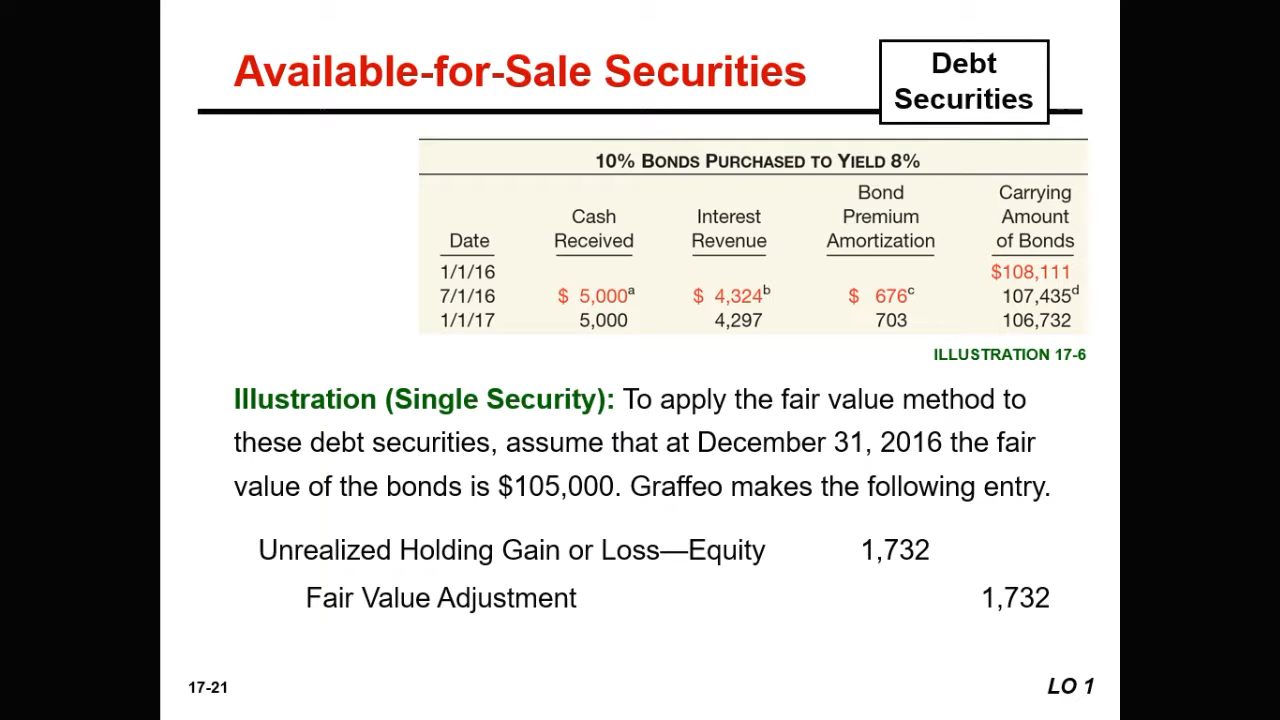 Available-for-Sale Securities
Debt
Securities
10% BONDS PURCHASED TO YIELD 8%
Bond Carrying
Cash Interest Premium Amount
Date Received Revenue Amortization of Bonds
1/1/16 $108,111
7/1/16 $ 5,000a $ 4,324b $ 676c 107,435d
1/1/17 5,000 4,297 703 106,732
ILLUSTRATION 17-6
Illustration (Single Security): To apply the fair value method to
these debt securities, assume that at December 31, 2016 the fair
value of the bonds is $105,000. Graffeo makes the following entry.
Unrealized Holding Gain or Loss—Equity 1,732
Fair Value Adjustment 1,732
17-21 LO 1